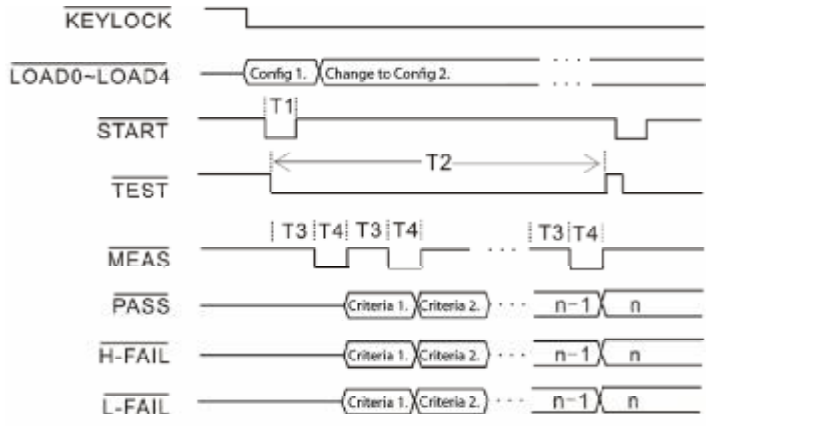 KEYLOCK
LOAD0~LOAD4 Config 1. Change to Config 2. · · ·
· · ·
T1
START
T2
TEST
T3 T4 T3 T4 T3 T4
MEAS · · ·
PASS Criteria 1. Criteria 2. · · · n-1 n
H-FAIL Criteria 1. Criteria 2. · · · n-1 n
L-FAIL Criteria 1. Criteria 2. · · · n-1 n